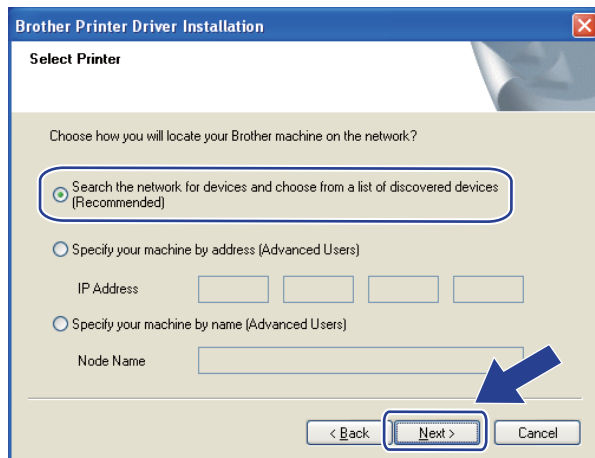 Brother Printer Driver Installation
Select Printer
Choose how you will locate your Brother machine on the network?
Search the network for devices and choose from a list of discovered devices
(Recommended)
Specify your machine by address (Advanced Users)
IP Address
Specify your machine by name (Advanced Users)
Node Name
< Back
Next >
Cancel